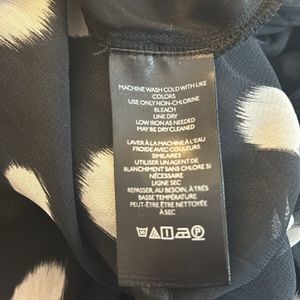 MACHINE WASH COLD WITH LIKE
COLORS
USE ONLY NON-CHLORINE
BLEACH
LINE DRY
LOW IRON AS NEEDED
MAY BE DRY CLEANED
LAVER À LA MACHINE À L'EAU
FROIDE AVEC COULEURS
SIMILAIRES
UTILISER UN AGENT DE
BLANCHIMENT SANS CHLORE SI
NÉCESSAIRE
LIGNE SEC
REPASSER, AU BESOIN, À TRÈS
BASSE TEMPÉRATURE
PEUT-ÊTRE ÊTRE NETTOYÉE
À SEC